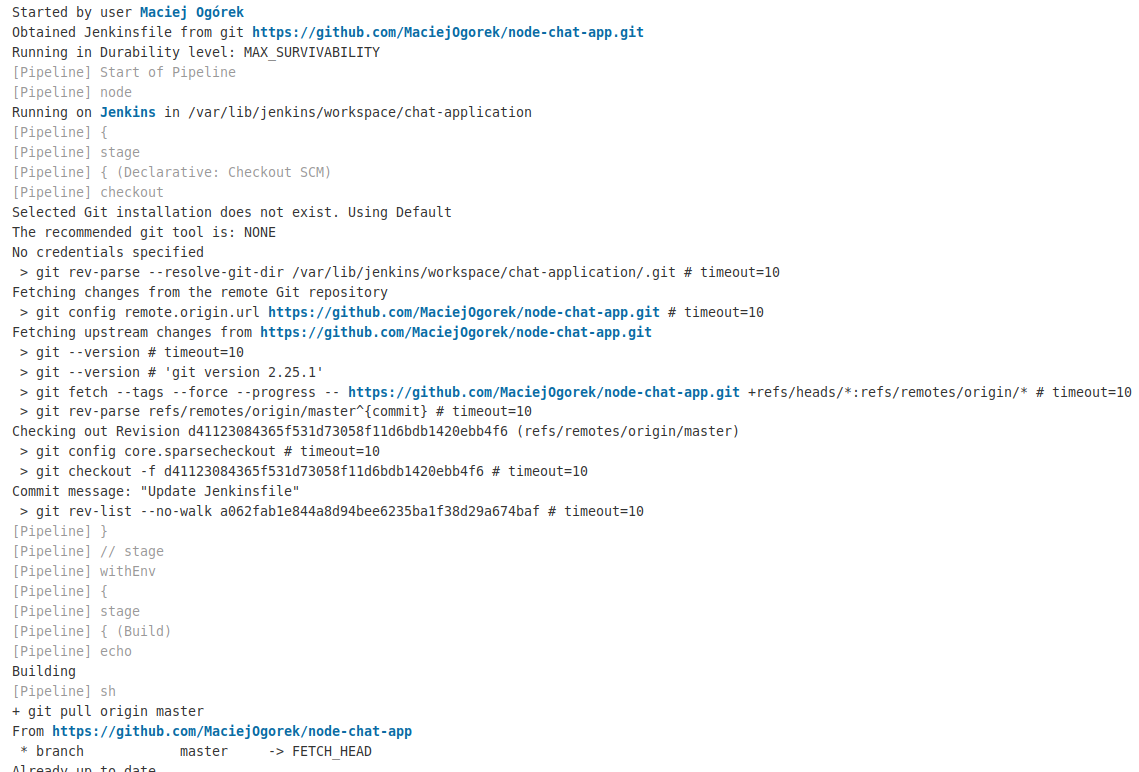 Started by user Maciej Ogórek
Obtained Jenkinsfile from git https://github.com/MaciejOgorek/node-chat-app.git
Running in Durability level: MAX_SURVIVABILITY
[Pipeline] Start of Pipeline
[Pipeline] node
Running on Jenkins in /var/lib/jenkins/workspace/chat-application
[Pipeline] {
[Pipeline] stage
[Pipeline] { (Declarative: Checkout SCM)
[Pipeline] checkout
Selected Git installation does not exist. Using Default
The recommended git tool is: NONE
No credentials specified
 > git rev-parse --resolve-git-dir /var/lib/jenkins/workspace/chat-application/.git # timeout=10
Fetching changes from the remote Git repository
 > git config remote.origin.url https://github.com/MaciejOgorek/node-chat-app.git # timeout=10
Fetching upstream changes from https://github.com/MaciejOgorek/node-chat-app.git
 > git --version # timeout=10
 > git --version # 'git version 2.25.1'
 > git fetch --tags --force --progress -- https://github.com/MaciejOgorek/node-chat-app.git +refs/heads/*:refs/remotes/origin/* # timeout=10
 > git rev-parse refs/remotes/origin/master^{commit} # timeout=10
Checking out Revision d41123084365f531d73058f11d6bdb1420ebb4f6 (refs/remotes/origin/master)
 > git config core.sparsecheckout # timeout=10
 > git checkout -f d41123084365f531d73058f11d6bdb1420ebb4f6 # timeout=10
Commit message: "Update Jenkinsfile"
 > git rev-list --no-walk a062fab1e844a8d94bee6235ba1f38d29a674baf # timeout=10
[Pipeline] }
[Pipeline] // stage
[Pipeline] withEnv
[Pipeline] {
[Pipeline] stage
[Pipeline] { (Build)
[Pipeline] echo
Building
[Pipeline] sh
+ git pull origin master
From https://github.com/MaciejOgorek/node-chat-app
 * branch            master     -> FETCH_HEAD
Already up to date